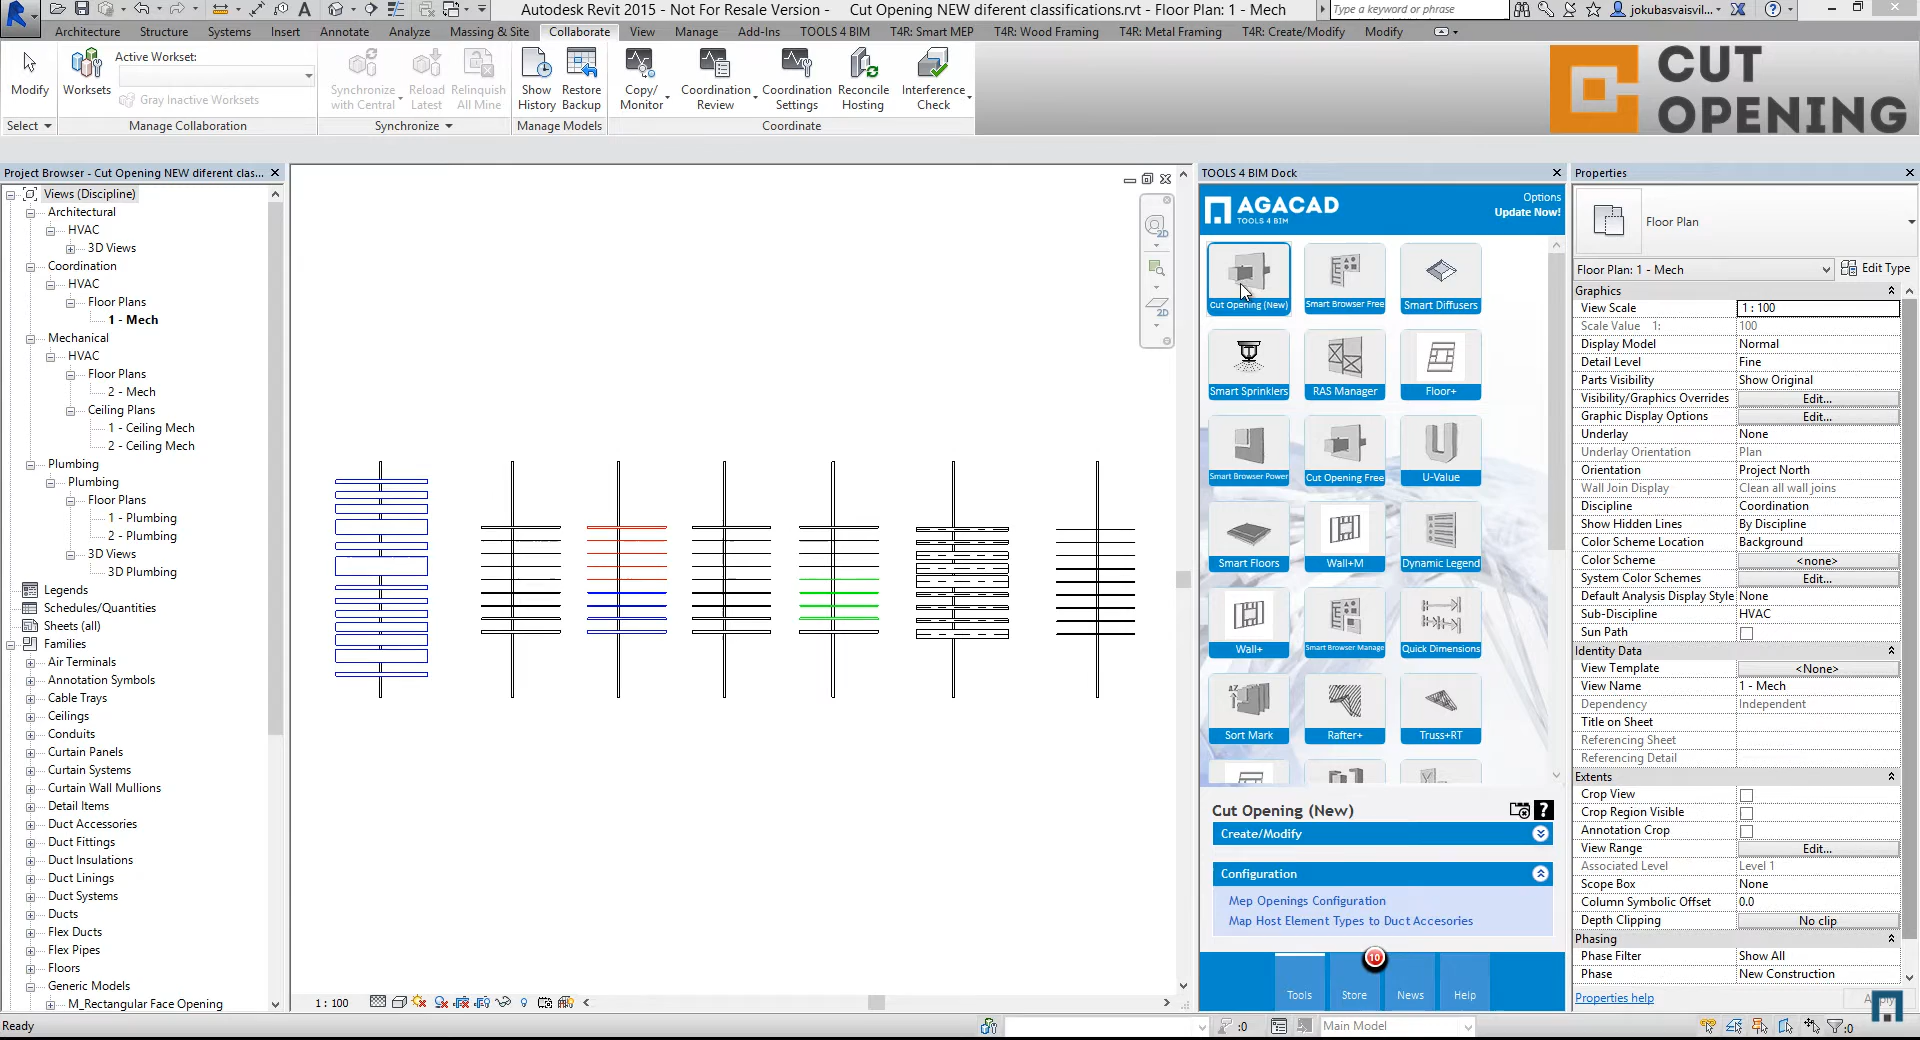 Autodesk Revit 2015 - Not For Resale Version -    Cut Opening NEW diferent classifications.rvt - Floor Plan: 1 - Mech
Type a keyword or phrase
jokubasvaisvil...
Architecture Structure Systems Insert Annotate Analyze Massing & Site Collaborate View Manage Add-Ins TOOLS 4 BIM T4R: Smart MEP T4R: Wood Framing T4R: Metal Framing T4R: Create/Modify Modify
Modify
Worksets
Active Workset:
Gray Inactive Worksets
Synchronize with Central
Reload Latest
Relinquish All Mine
Show History
Restore Backup
Copy/ Monitor
Coordination Review
Coordination Settings
Reconcile Hosting
Interference Check
Select
Manage Collaboration
Synchronize
Manage Models
Coordinate
CUT
OPENING
Project Browser - Cut Opening NEW diferent clas...
Views (Discipline)
Architectural
HVAC
3D Views
Coordination
HVAC
Floor Plans
1 - Mech
Mechanical
HVAC
Floor Plans
2 - Mech
Ceiling Plans
1 - Ceiling Mech
2 - Ceiling Mech
Plumbing
Plumbing
Floor Plans
1 - Plumbing
2 - Plumbing
3D Views
3D Plumbing
Legends
Schedules/Quantities
Sheets (all)
Families
Air Terminals
Annotation Symbols
Cable Trays
Ceilings
Conduits
Curtain Panels
Curtain Systems
Curtain Wall Mullions
Detail Items
Duct Accessories
Duct Fittings
Duct Insulations
Duct Linings
Duct Systems
Ducts
Flex Ducts
Flex Pipes
Floors
Generic Models
M_Rectangular Face Opening
2D
2D
1 : 100
TOOLS 4 BIM Dock
AGACAD
TOOLS 4 BIM
Options
Update Now!
Cut Opening (New)
Smart Browser Free
Smart Diffusers
Smart Sprinklers
RAS Manager
Floor+
Smart Browser Power
Cut Opening Free
U-Value
Smart Floors
Wall+M
Dynamic Legend
Wall+
Smart Browser Manage
Quick Dimensions
Sort Mark
Rafter+
Truss+RT
Cut Opening (New)
Create/Modify
Configuration
Mep Openings Configuration
Map Host Element Types to Duct Accesories
10
Tools
Store
News
Help
Properties
Floor Plan
Floor Plan: 1 - Mech
Edit Type
Graphics
View Scale 1 : 100
Scale Value 1: 100
Display Model Normal
Detail Level Fine
Parts Visibility Show Original
Visibility/Graphics Overrides Edit...
Graphic Display Options Edit...
Underlay None
Underlay Orientation Plan
Orientation Project North
Wall Join Display Clean all wall joins
Discipline Coordination
Show Hidden Lines By Discipline
Color Scheme Location Background
Color Scheme <none>
System Color Schemes Edit...
Default Analysis Display Style None
Sub-Discipline HVAC
Sun Path
Identity Data
View Template <None>
View Name 1 - Mech
Dependency Independent
Title on Sheet
Referencing Sheet
Referencing Detail
Extents
Crop View
Crop Region Visible
Annotation Crop
View Range Edit...
Associated Level Level 1
Scope Box None
Column Symbolic Offset 0.0
Depth Clipping No clip
Phasing
Phase Filter Show All
Phase New Construction
Properties help
Ready
:0
Main Model
:0